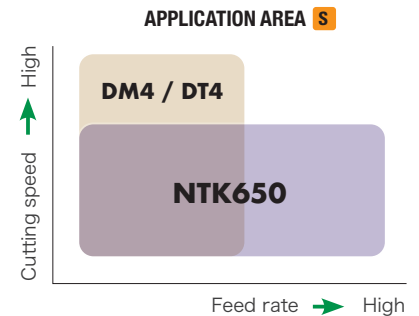 APPLICATION AREA S
High
Cutting speed
DM4 / DT4
NTK650
Feed rate High